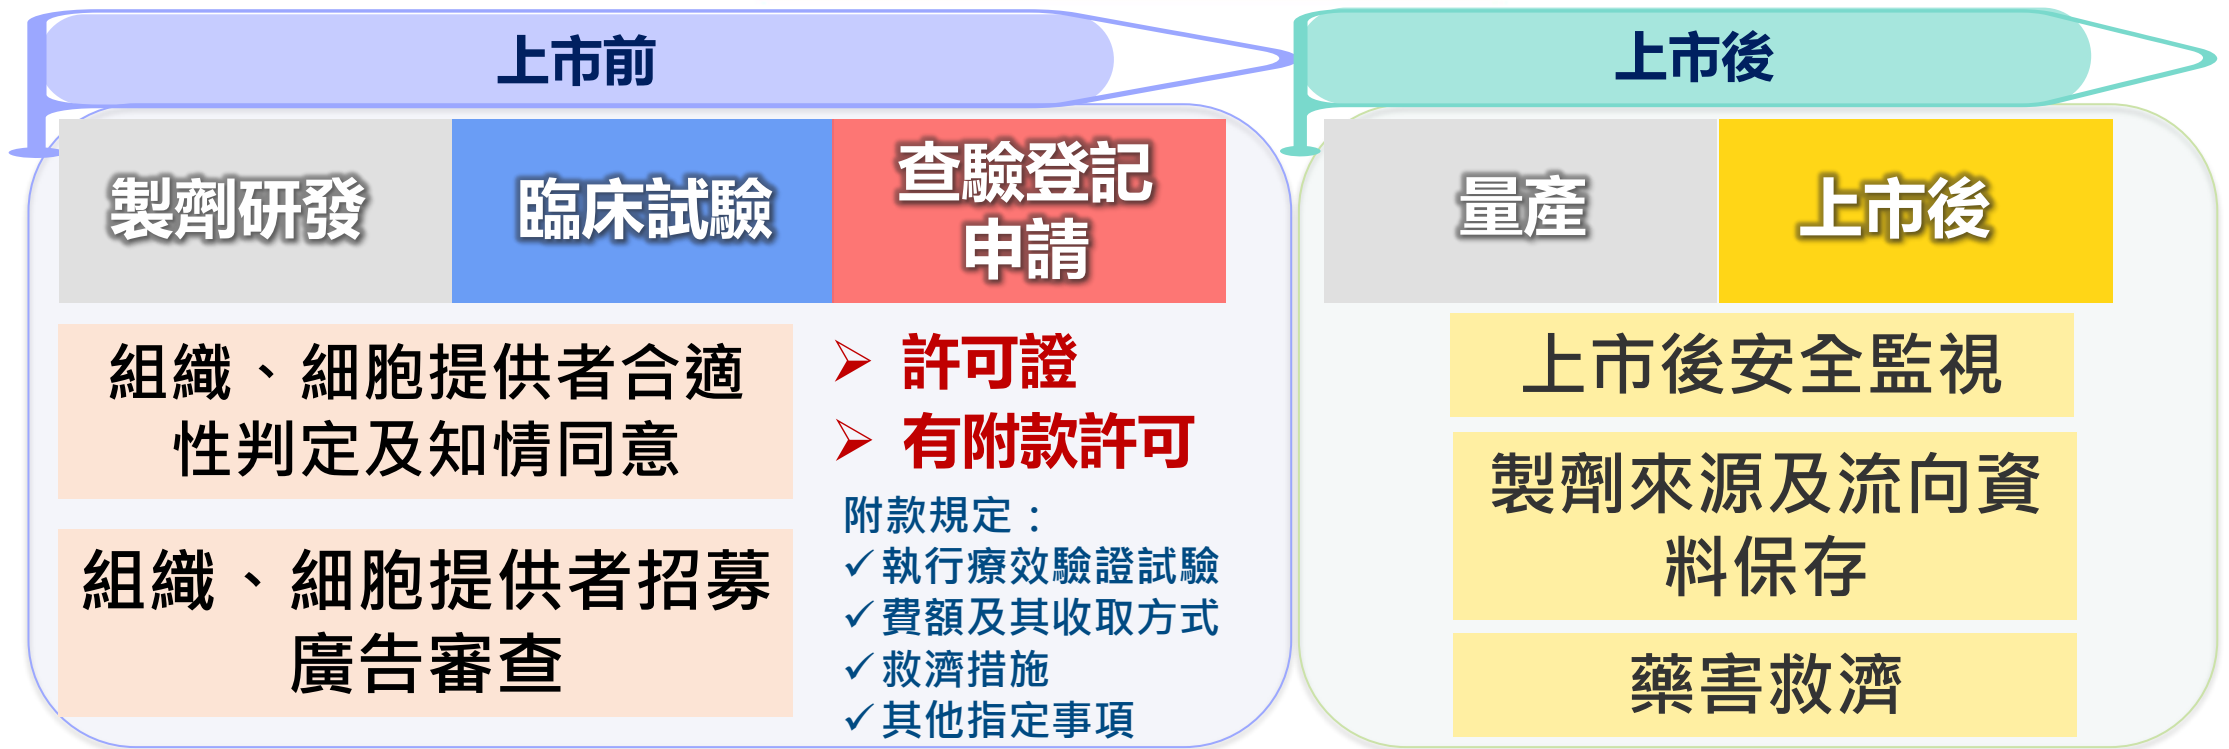 上市前
製劑研發
臨床試驗
查驗登記
申請
組織、細胞提供者合適
性判定及知情同意
組織、細胞提供者招募
廣告審查
許可證
有附款許可
附款規定：
執行療效驗證試驗
費額及其收取方式
救濟措施
其他指定事項
上市後
量產
上市後
上市後安全監視
製劑來源及流向資
料保存
藥害救濟